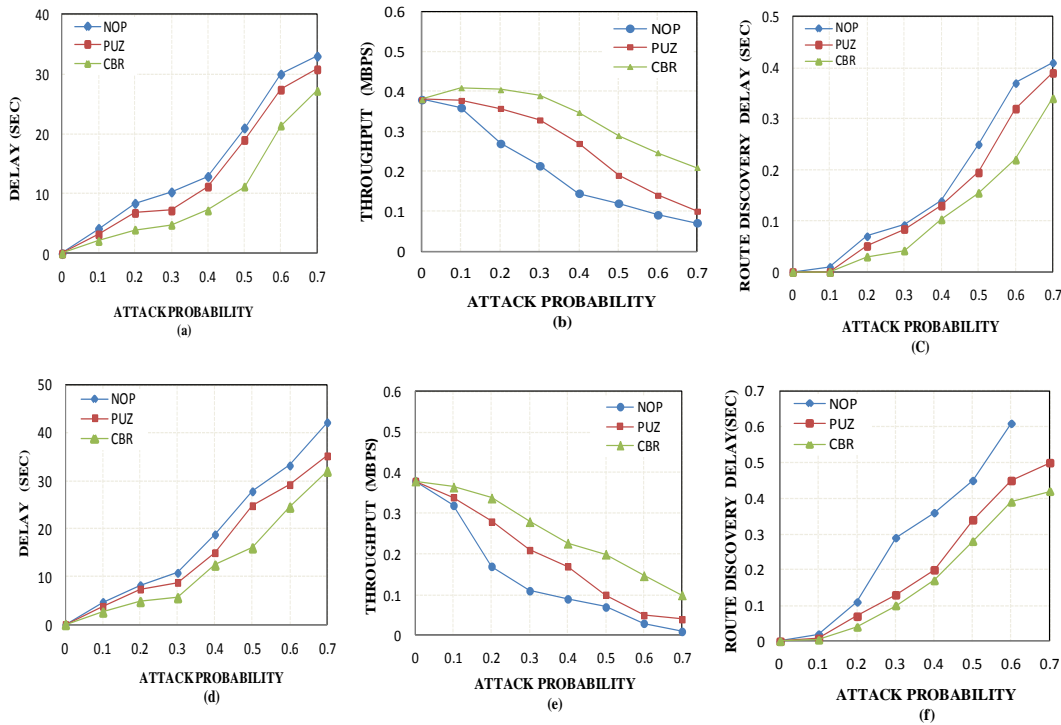 DELAY (SEC)
40
30
20
10
0
NOP
PUZ
CBR
0 0.1 0.2 0.3 0.4 0.5 0.6 0.7
ATTACK PROBABILITY
(a)
THROUGHPUT (MBPS)
0.6
0.5
0.4
0.3
0.2
0.1
0
NOP
PUZ
CBR
0 0.1 0.2 0.3 0.4 0.5 0.6 0.7
ATTACK PROBABILITY
(b)
ROUTE DISCOVERY DELAY (SEC)
0.5
0.4
0.3
0.2
0.1
0
NOP
PUZ
CBR
0 0.1 0.2 0.3 0.4 0.5 0.6 0.7
ATTACK PROBABILITY
(C)
DELAY (SEC)
50
40
30
20
10
0
NOP
PUZ
CBR
0 0.1 0.2 0.3 0.4 0.5 0.6 0.7
ATTACK PROBABILITY
(d)
THROUGHPUT (MBPS)
0.6
0.5
0.4
0.3
0.2
0.1
0
NOP
PUZ
CBR
0 0.1 0.2 0.3 0.4 0.5 0.6 0.7
ATTACK PROBABILITY
(e)
ROUTE DISCOVERY DELAY(SEC)
0.7
0.6
0.5
0.4
0.3
0.2
0.1
0
NOP
PUZ
CBR
0 0.1 0.2 0.3 0.4 0.5 0.6 0.7
ATTACK PROBABILITY
(f)